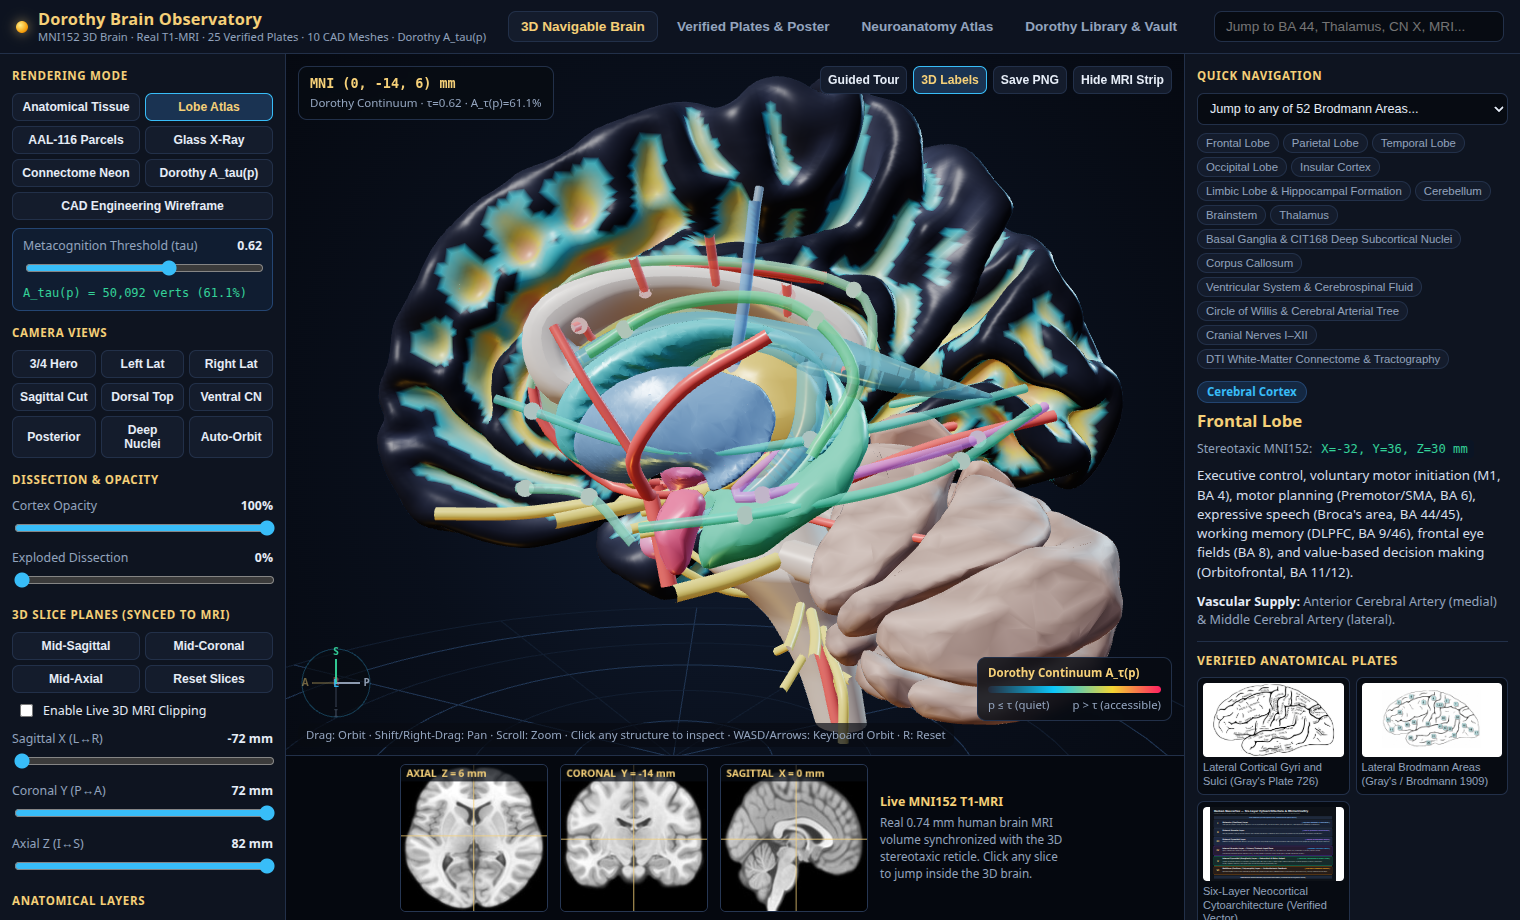 Dorothy Brain Observatory
MNI152 3D Brain · Real T1-MRI · 25 Verified Plates · 10 CAD Meshes · Dorothy A_tau(p)
3D Navigable Brain
Verified Plates & Poster
Neuroanatomy Atlas
Dorothy Library & Vault
Jump to BA 44, Thalamus, CN X, MRI...
RENDERING MODE
Anatomical Tissue
Lobe Atlas
AAL-116 Parcels
Glass X-Ray
Connectome Neon
Dorothy A_tau(p)
CAD Engineering Wireframe
Metacognition Threshold (tau)
0.62
A_tau(p) = 50,092 verts (61.1%)
CAMERA VIEWS
3/4 Hero
Left Lat
Right Lat
Sagittal Cut
Dorsal Top
Ventral CN
Posterior
Deep
Nuclei
Auto-Orbit
DISSECTION & OPACITY
Cortex Opacity
100%
Exploded Dissection
0%
3D SLICE PLANES (SYNCED TO MRI)
Mid-Sagittal
Mid-Coronal
Mid-Axial
Reset Slices
Enable Live 3D MRI Clipping
Sagittal X (L↔R)
-72 mm
Coronal Y (P↔A)
72 mm
Axial Z (I↔S)
82 mm
ANATOMICAL LAYERS
MNI (0, -14, 6) mm
Dorothy Continuum · τ=0.62 · A_τ(p)=61.1%
Guided Tour
3D Labels
Save PNG
Hide MRI Strip
S
A
L
P
I
Dorothy Continuum A_τ(p)
p ≤ τ (quiet)
p > τ (accessible)
Drag: Orbit · Shift/Right-Drag: Pan · Scroll: Zoom · Click any structure to inspect · WASD/Arrows: Keyboard Orbit · R: Reset
AXIAL Z = 6 mm
CORONAL Y = -14 mm
SAGITTAL X = 0 mm
Live MNI152 T1-MRI
Real 0.74 mm human brain MRI
volume synchronized with the 3D
stereotaxic reticle. Click any slice
to jump inside the 3D brain.
QUICK NAVIGATION
Jump to any of 52 Brodmann Areas...
Frontal Lobe
Parietal Lobe
Temporal Lobe
Occipital Lobe
Insular Cortex
Limbic Lobe & Hippocampal Formation
Cerebellum
Brainstem
Thalamus
Basal Ganglia & CIT168 Deep Subcortical Nuclei
Corpus Callosum
Ventricular System & Cerebrospinal Fluid
Circle of Willis & Cerebral Arterial Tree
Cranial Nerves I–XII
DTI White-Matter Connectome & Tractography
Cerebral Cortex
Frontal Lobe
Stereotaxic MNI152: X=-32, Y=36, Z=30 mm
Executive control, voluntary motor initiation (M1,
BA 4), motor planning (Premotor/SMA, BA 6),
expressive speech (Broca's area, BA 44/45),
working memory (DLPFC, BA 9/46), frontal eye
fields (BA 8), and value-based decision making
(Orbitofrontal, BA 11/12).
Vascular Supply: Anterior Cerebral Artery (medial)
& Middle Cerebral Artery (lateral).
VERIFIED ANATOMICAL PLATES
Lateral Cortical Gyri and
Sulci (Gray's Plate 726)
Lateral Brodmann Areas
(Gray's / Brodmann 1909)
Six-Layer Neocortical
Cytoarchitecture (Verified
Vector)